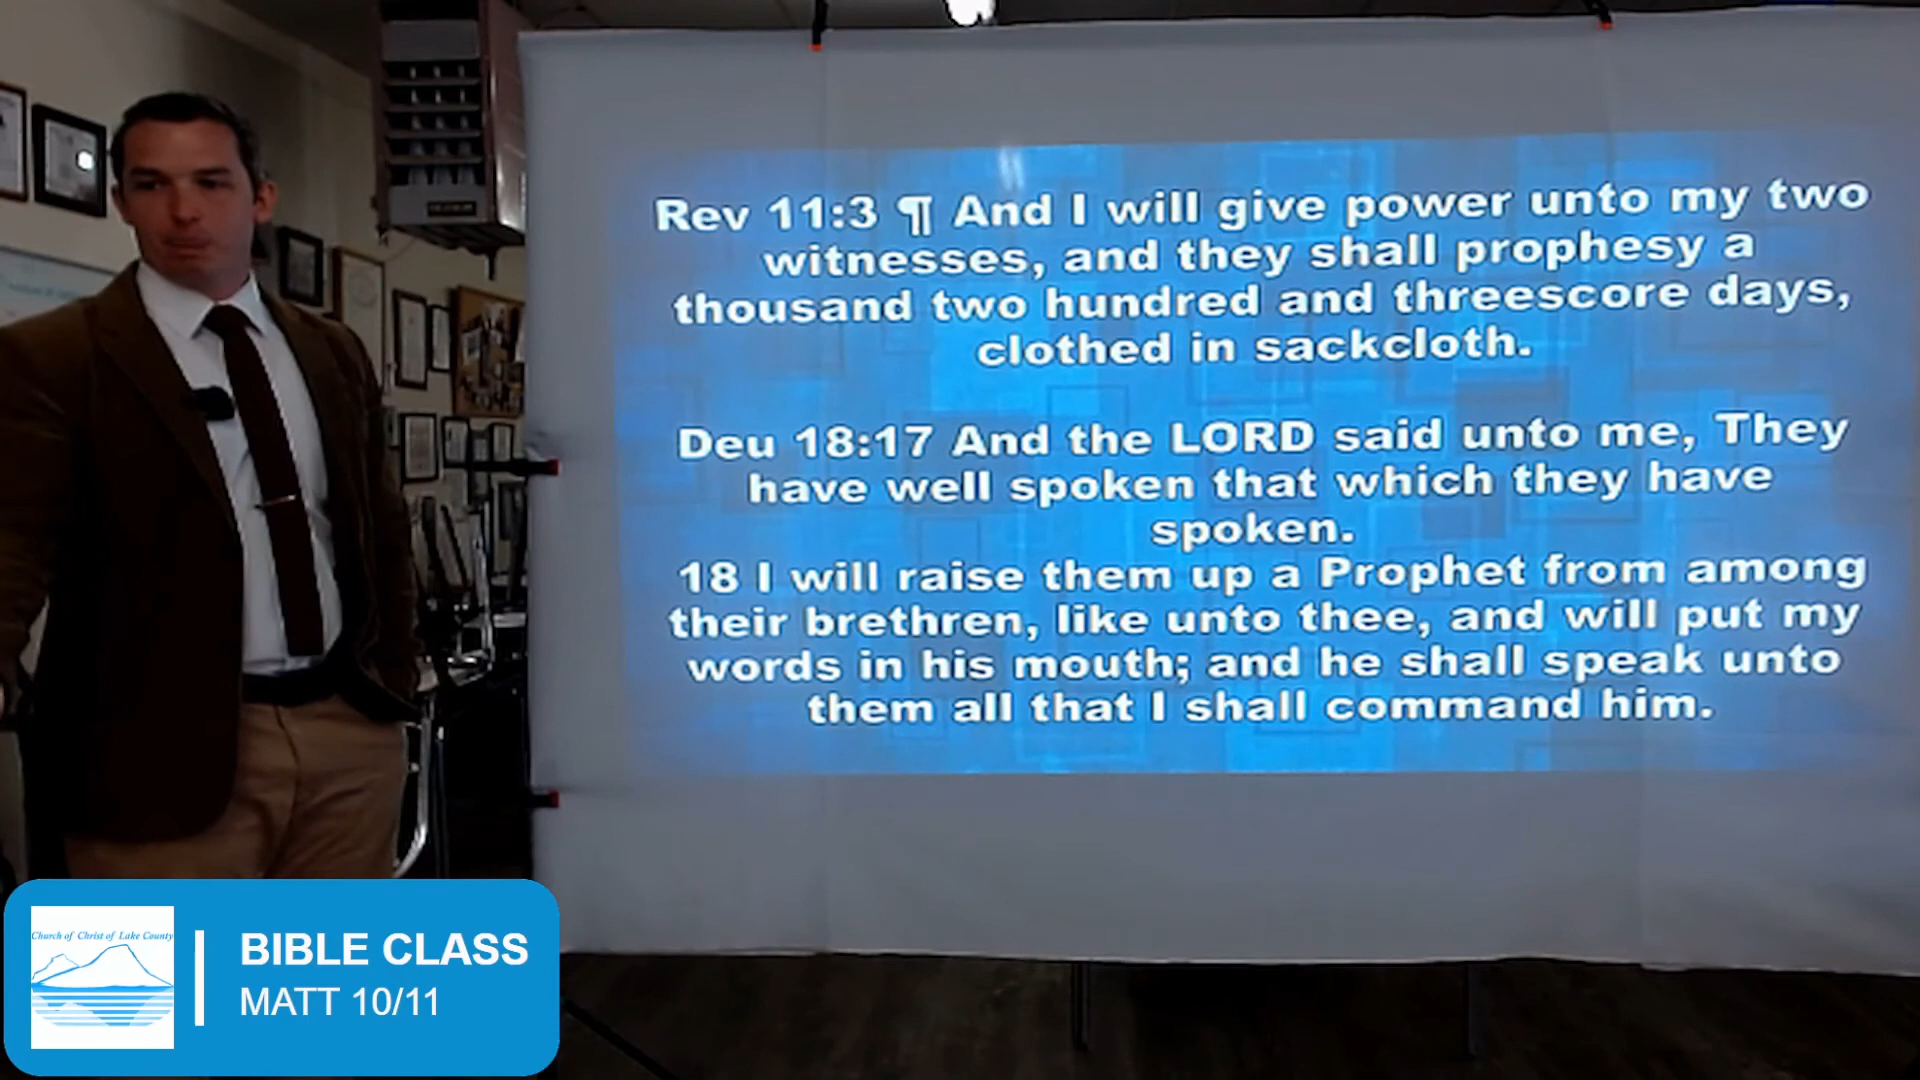 Rev 11:3 ¶ And I will give power unto my two
witnesses, and they shall prophesy a
thousand two hundred and threescore days,
clothed in sackcloth.
Deu 18:17 And the LORD said unto me, They
have well spoken that which they have
spoken.
18 I will raise them up a Prophet from among
their brethren, like unto thee, and will put my
words in his mouth; and he shall speak unto
them all that I shall command him.
Church of Christ of Lake County
BIBLE CLASS
MATT 10/11